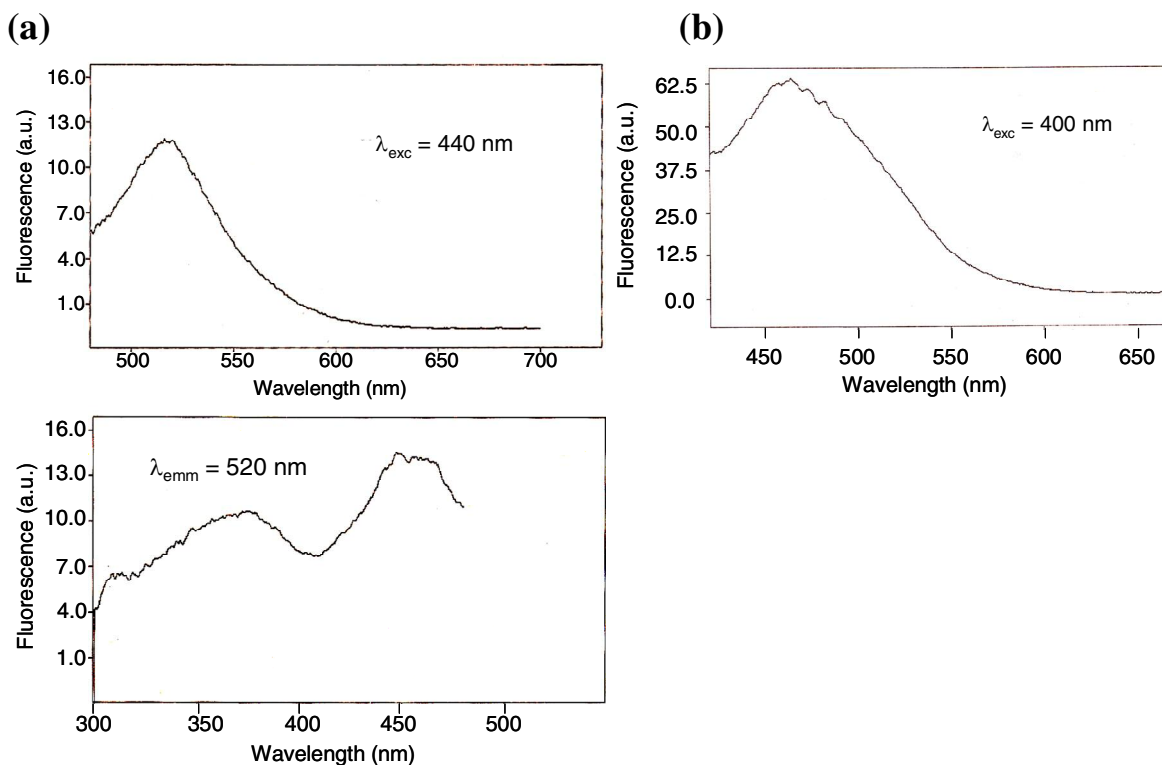 (a)
16.0
13.0
10.0
7.0
4.0
1.0
Fluorescence (a.u.)
λexc = 440 nm
500 550 600 650 700
Wavelength (nm)
(b)
62.5
50.0
37.5
25.0
12.5
0.0
Fluorescence (a.u.)
λexc = 400 nm
450 500 550 600 650
Wavelength (nm)
16.0
13.0
10.0
7.0
4.0
1.0
Fluorescence (a.u.)
λemm = 520 nm
300 350 400 450 500
Wavelength (nm)